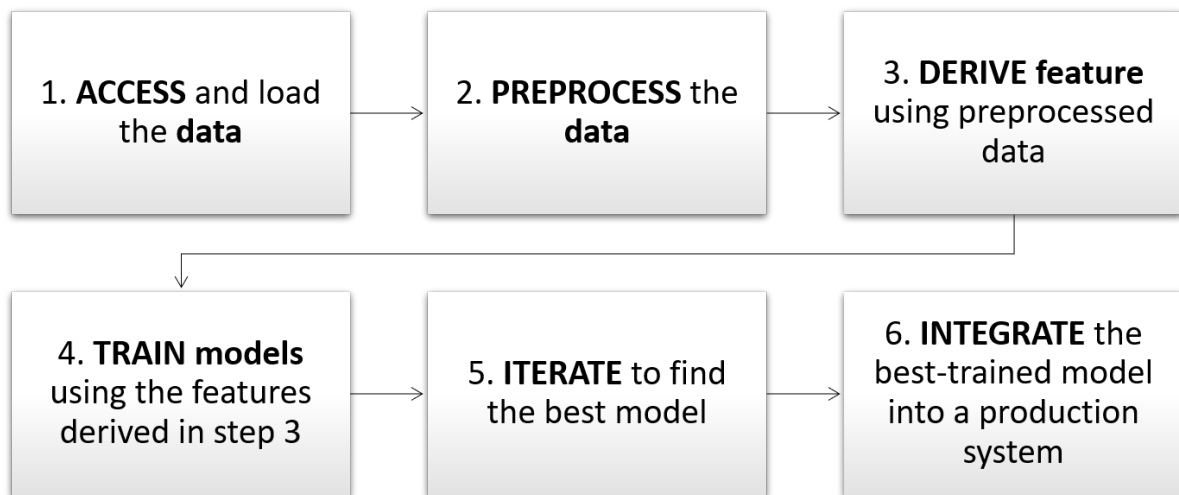 1. ACCESS and load
the data
2. PREPROCESS the
data
3. DERIVE feature
using preprocessed
data
4. TRAIN models
using the features
derived in step 3
5. ITERATE to find
the best model
6. INTEGRATE the
best-trained model
into a production
system